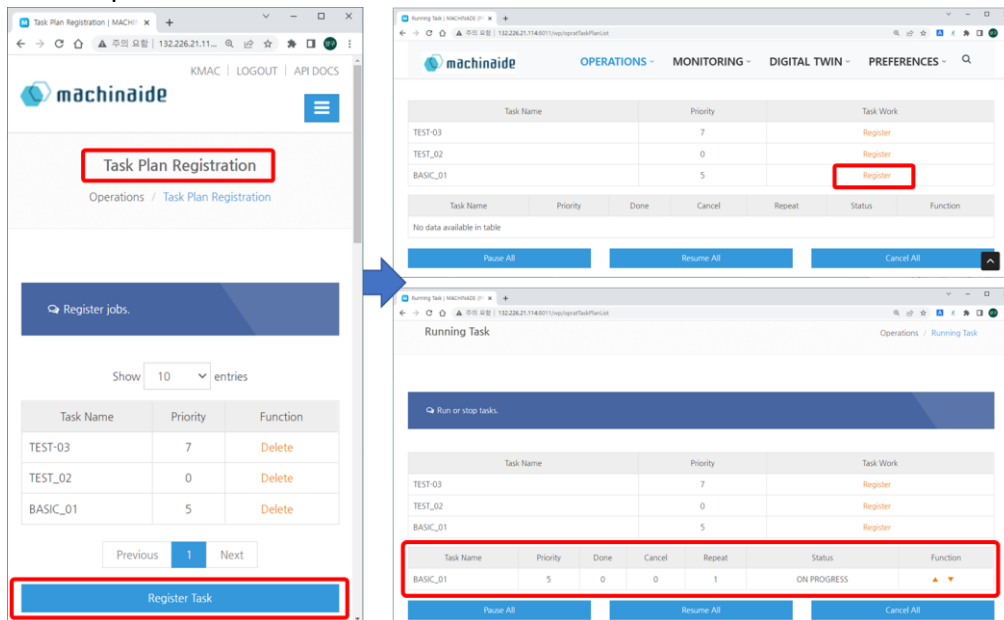 Task Plan Registration | MACHIN
주의 요함 | 132.226.21.11...
KMAC | LOGOUT | API DOCS
machinaide
Task Plan Registration
Operations / Task Plan Registration
Register jobs.
Show 10 entries
Task Name Priority Function
TEST-03 7 Delete
TEST_02 0 Delete
BASIC_01 5 Delete
Previous 1 Next
Register Task
주의 요함 | 132.226.21.114:6011/wp/opratTaskPlanList
machinaide OPERATIONS MONITORING DIGITAL TWIN PREFERENCES
Task Name Priority Task Work
TEST-03 7 Register
TEST_02 0 Register
BASIC_01 5 Register
Task Name Priority Done Cancel Repeat Status Function
No data available in table
Pause All Resume All Cancel All
주의 요함 | 132.226.21.114:6011/wp/opratTaskPlanList
Running Task Operations / Running Task
Run or stop tasks.
Task Name Priority Task Work
TEST-03 7 Register
TEST_02 0 Register
BASIC_01 5 Register
Task Name Priority Done Cancel Repeat Status Function
BASIC_01 5 0 0 1 ON PROGRESS ▲ ▼
Pause All Resume All Cancel All